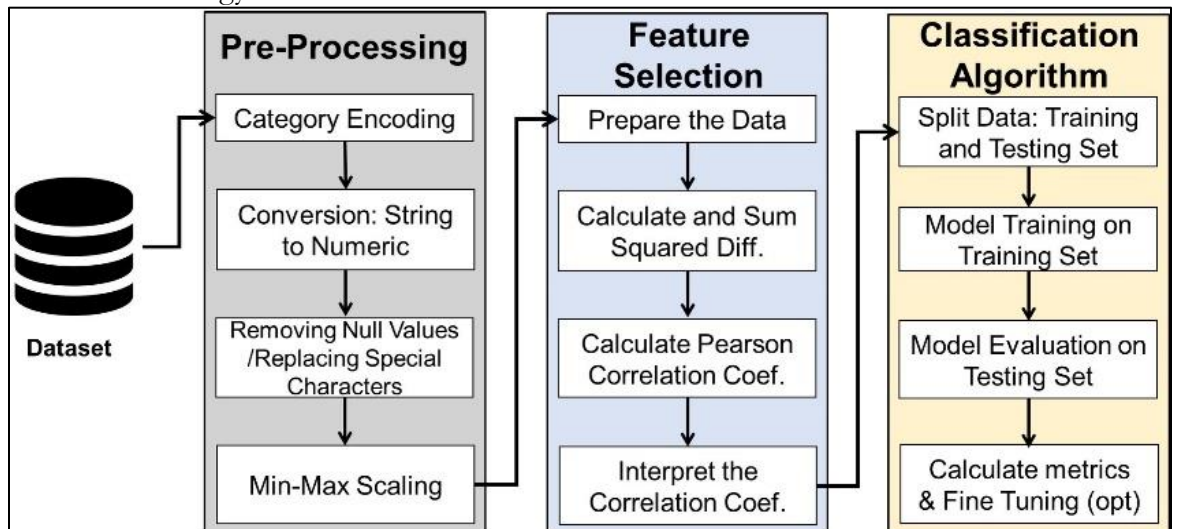 Dataset
Pre-Processing
Category Encoding
Conversion: String
to Numeric
Removing Null Values
/Replacing Special
Characters
Min-Max Scaling
Feature
Selection
Prepare the Data
Calculate and Sum
Squared Diff.
Calculate Pearson
Correlation Coef.
Interpret the
Correlation Coef.
Classification
Algorithm
Split Data: Training
and Testing Set
Model Training on
Training Set
Model Evaluation on
Testing Set
Calculate metrics
& Fine Tuning (opt)